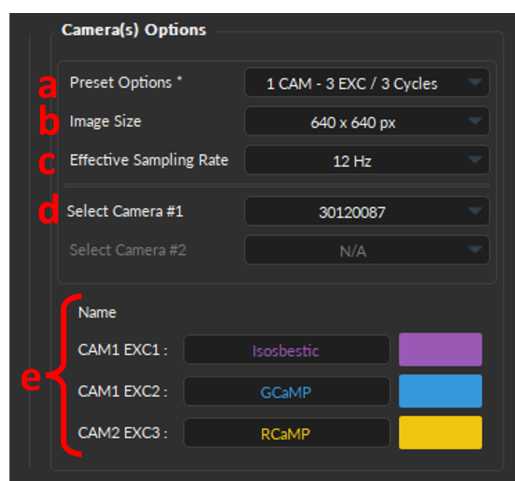 Camera(s) Options
a Preset Options * 1 CAM - 3 EXC / 3 Cycles
b Image Size 640 x 640 px
c Effective Sampling Rate 12 Hz
d Select Camera #1 30120087
Select Camera #2 N/A
Name
CAM1 EXC1 : Isosbestic
e CAM1 EXC2 : GCaMP
CAM2 EXC3 : RCaMP